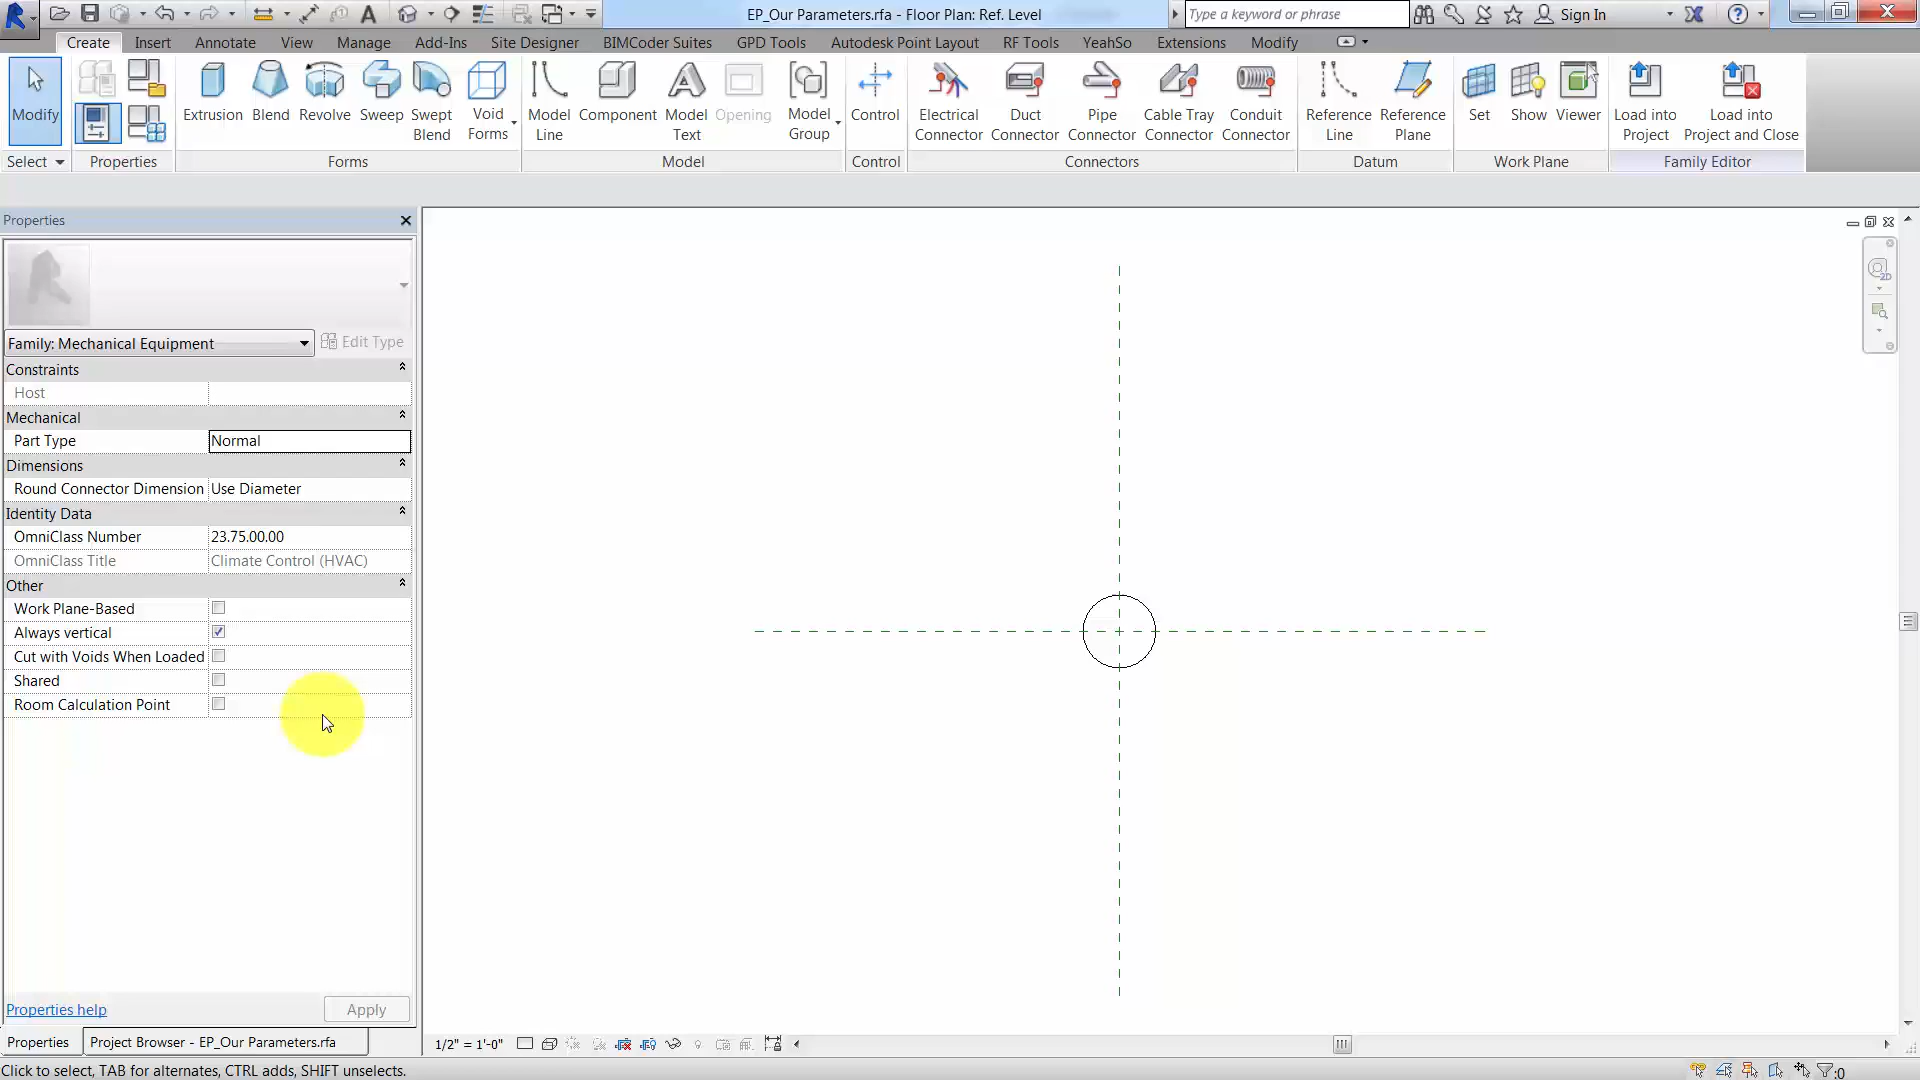 EP_Our Parameters.rfa - Floor Plan: Ref. Level
Type a keyword or phrase
Sign In
Create Insert Annotate View Manage Add-Ins Site Designer BIMCoder Suites GPD Tools Autodesk Point Layout RF Tools YeahSo Extensions Modify
Modify
Extrusion
Blend
Revolve
Sweep
Swept
Blend
Void
Forms
Model
Line
Component
Model
Text
Opening
Model
Group
Control
Electrical
Connector
Duct
Connector
Pipe
Connector
Cable Tray
Connector
Conduit
Connector
Reference
Line
Reference
Plane
Set
Show
Viewer
Load into
Project
Load into
Project and Close
Select Properties Forms Model Control Connectors Datum Work Plane Family Editor
Properties
Family: Mechanical Equipment
Edit Type
Constraints
Host
Mechanical
Part Type Normal
Dimensions
Round Connector Dimension Use Diameter
Identity Data
OmniClass Number 23.75.00.00
OmniClass Title Climate Control (HVAC)
Other
Work Plane-Based
Always vertical
Cut with Voids When Loaded
Shared
Room Calculation Point
Properties help
Apply
Properties
Project Browser - EP_Our Parameters.rfa
1/2" = 1'-0"
Click to select, TAB for alternates, CTRL adds, SHIFT unselects.
:0